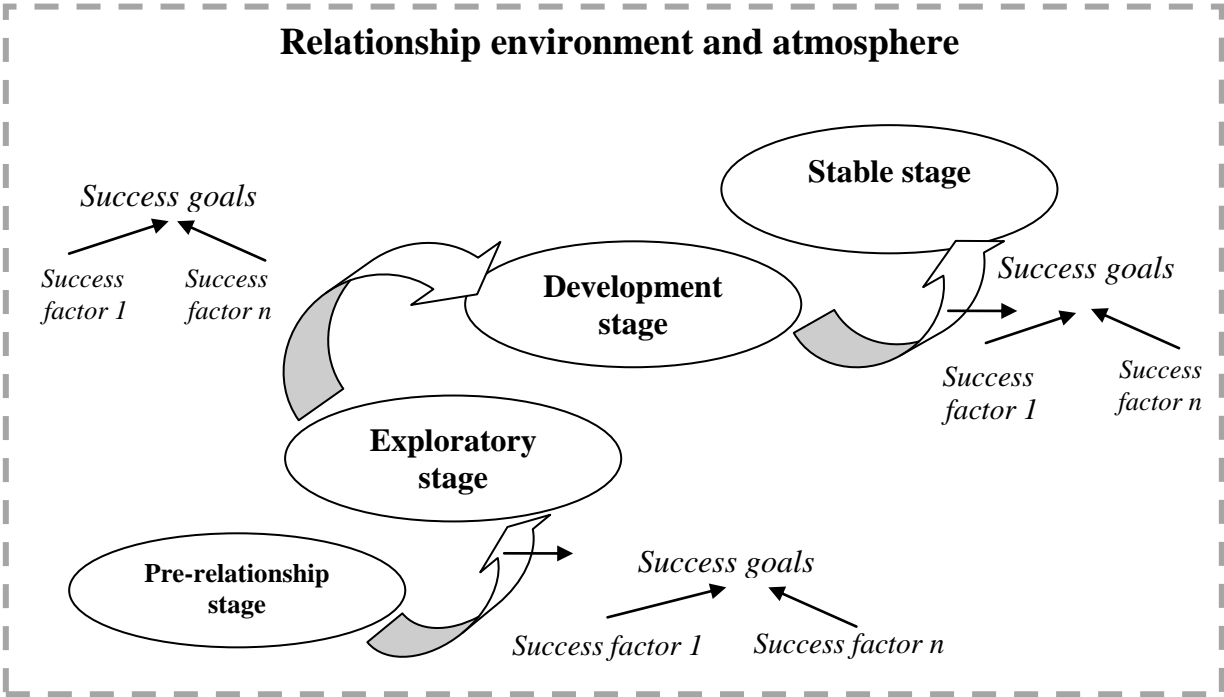 Relationship environment and atmosphere
Stable stage
Success goals
Success
factor 1
Success
factor n
Development
stage
Success goals
Success
factor 1
Success
factor n
Exploratory
stage
Pre-relationship
stage
Success goals
Success factor 1
Success factor n